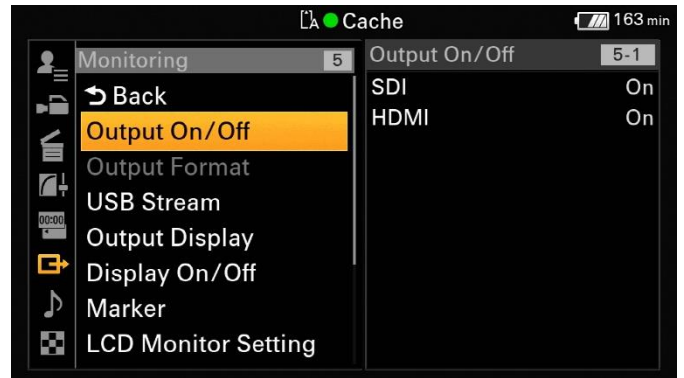 A Cache 163 min
Monitoring 5
Back
Output On/Off
Output Format
USB Stream
Output Display
Display On/Off
Marker
LCD Monitor Setting
00:00
Output On/Off 5-1
SDI On
HDMI On